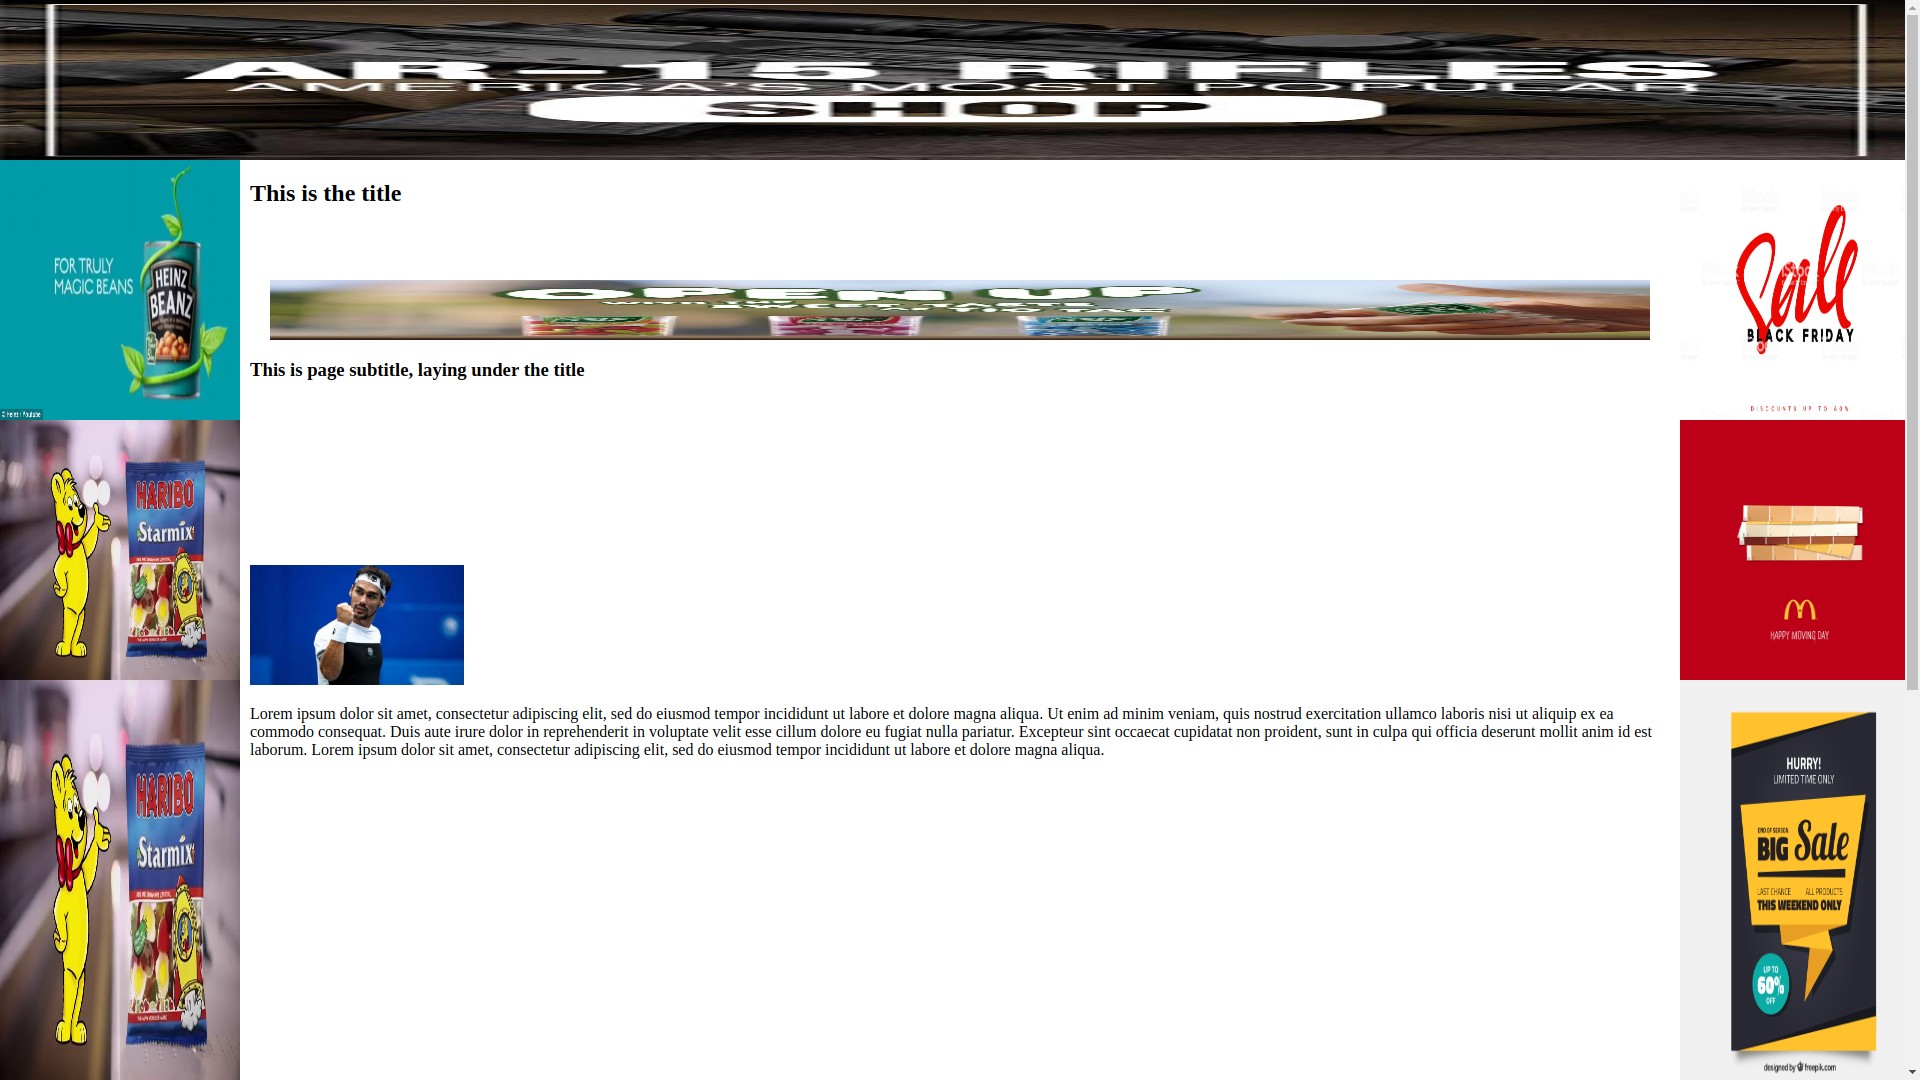 AR-15 RIFLES
AMERICA'S MOST POPULAR
SHOP
FOR TRULY
MAGIC BEANS
HEINZ
BEANZ
© Heinz / Youtube
This is the title
OPEN UP
This is page subtitle, laying under the title
Sale
BLACK FRIDAY
DISCOUNTS UP TO 60%
HARIBO
Starmix
HAPPY MOVING DAY
Lorem ipsum dolor sit amet, consectetur adipiscing elit, sed do eiusmod tempor incididunt ut labore et dolore magna aliqua. Ut enim ad minim veniam, quis nostrud exercitation ullamco laboris nisi ut aliquip ex ea
commodo consequat. Duis aute irure dolor in reprehenderit in voluptate velit esse cillum dolore eu fugiat nulla pariatur. Excepteur sint occaecat cupidatat non proident, sunt in culpa qui officia deserunt mollit anim id est
laborum. Lorem ipsum dolor sit amet, consectetur adipiscing elit, sed do eiusmod tempor incididunt ut labore et dolore magna aliqua.
HARIBO
Starmix
HURRY!
LIMITED TIME ONLY
END OF SEASON
BIG Sale
LAST CHANCE ALL PRODUCTS
THIS WEEKEND ONLY
UP TO
60%
OFF
designed by freepik.com